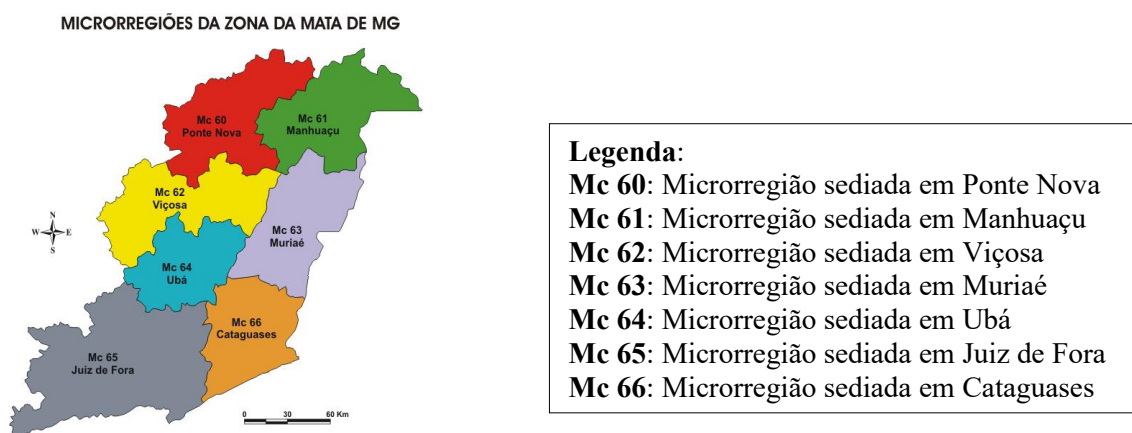 MICRORREGIÕES DA ZONA DA MATA DE MG
Mc 60
Ponte Nova
Mc 61
Manhuaçu
Mc 62
Viçosa
Mc 63
Muriaé
Mc 64
Ubá
Mc 66
Cataguases
Mc 65
Juiz de Fora
N
W E
S
0 30 60 Km
Legenda:
Mc 60: Microrregião sediada em Ponte Nova
Mc 61: Microrregião sediada em Manhuaçu
Mc 62: Microrregião sediada em Viçosa
Mc 63: Microrregião sediada em Muriaé
Mc 64: Microrregião sediada em Ubá
Mc 65: Microrregião sediada em Juiz de Fora
Mc 66: Microrregião sediada em Cataguases